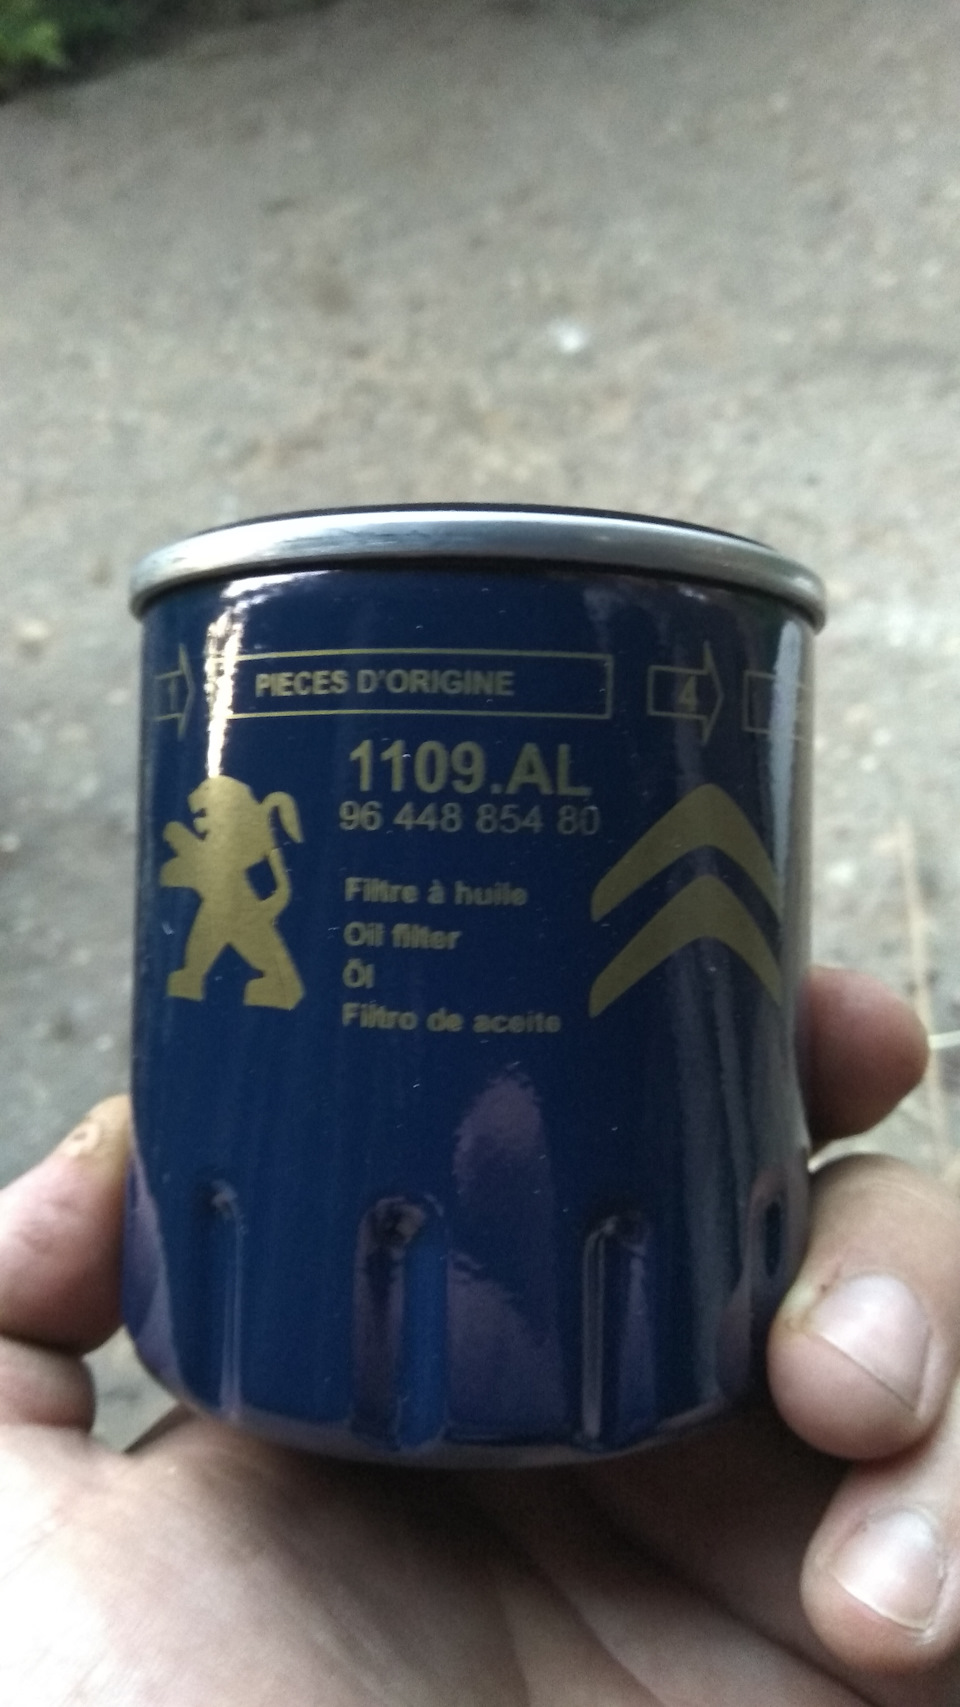 1 PIECES D'ORIGINE 4
1109.AL
96 448 854 80
Filtre à huile
Oil filter
Öl
Filtro de aceite